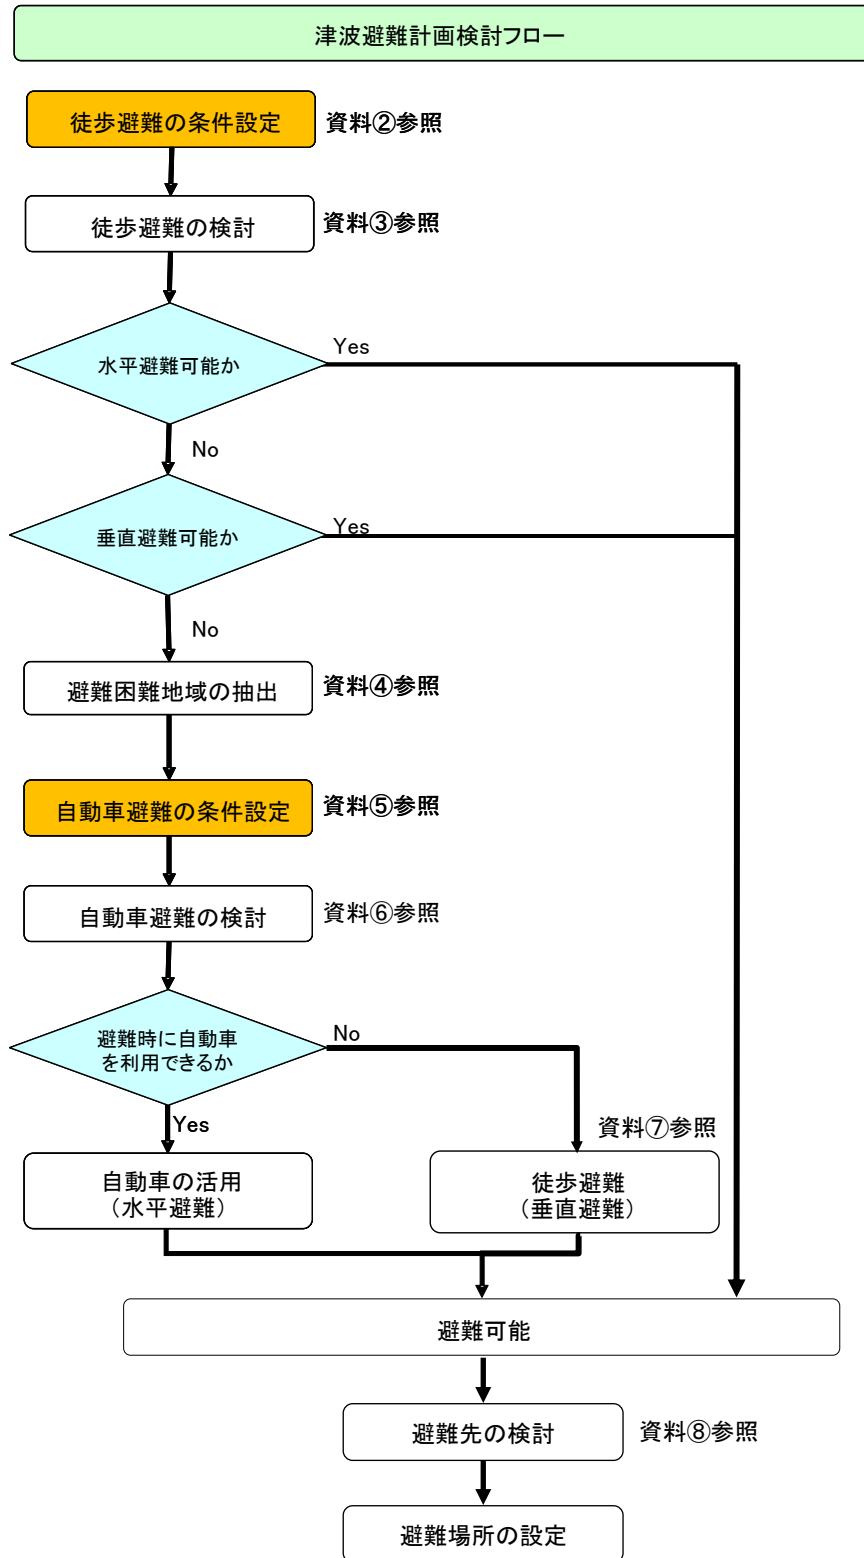 津波避難計画検討フロー
徒歩避難の条件設定
資料②参照
徒歩避難の検討
資料③参照
水平避難可能か
Yes
No
垂直避難可能か
Yes
No
避難困難地域の抽出
資料④参照
自動車避難の条件設定
資料⑤参照
自動車避難の検討
資料⑥参照
避難時に自動車
を利用できるか
No
Yes
資料⑦参照
自動車の活用
（水平避難）
徒歩避難
（垂直避難）
避難可能
避難先の検討
資料⑧参照
避難場所の設定